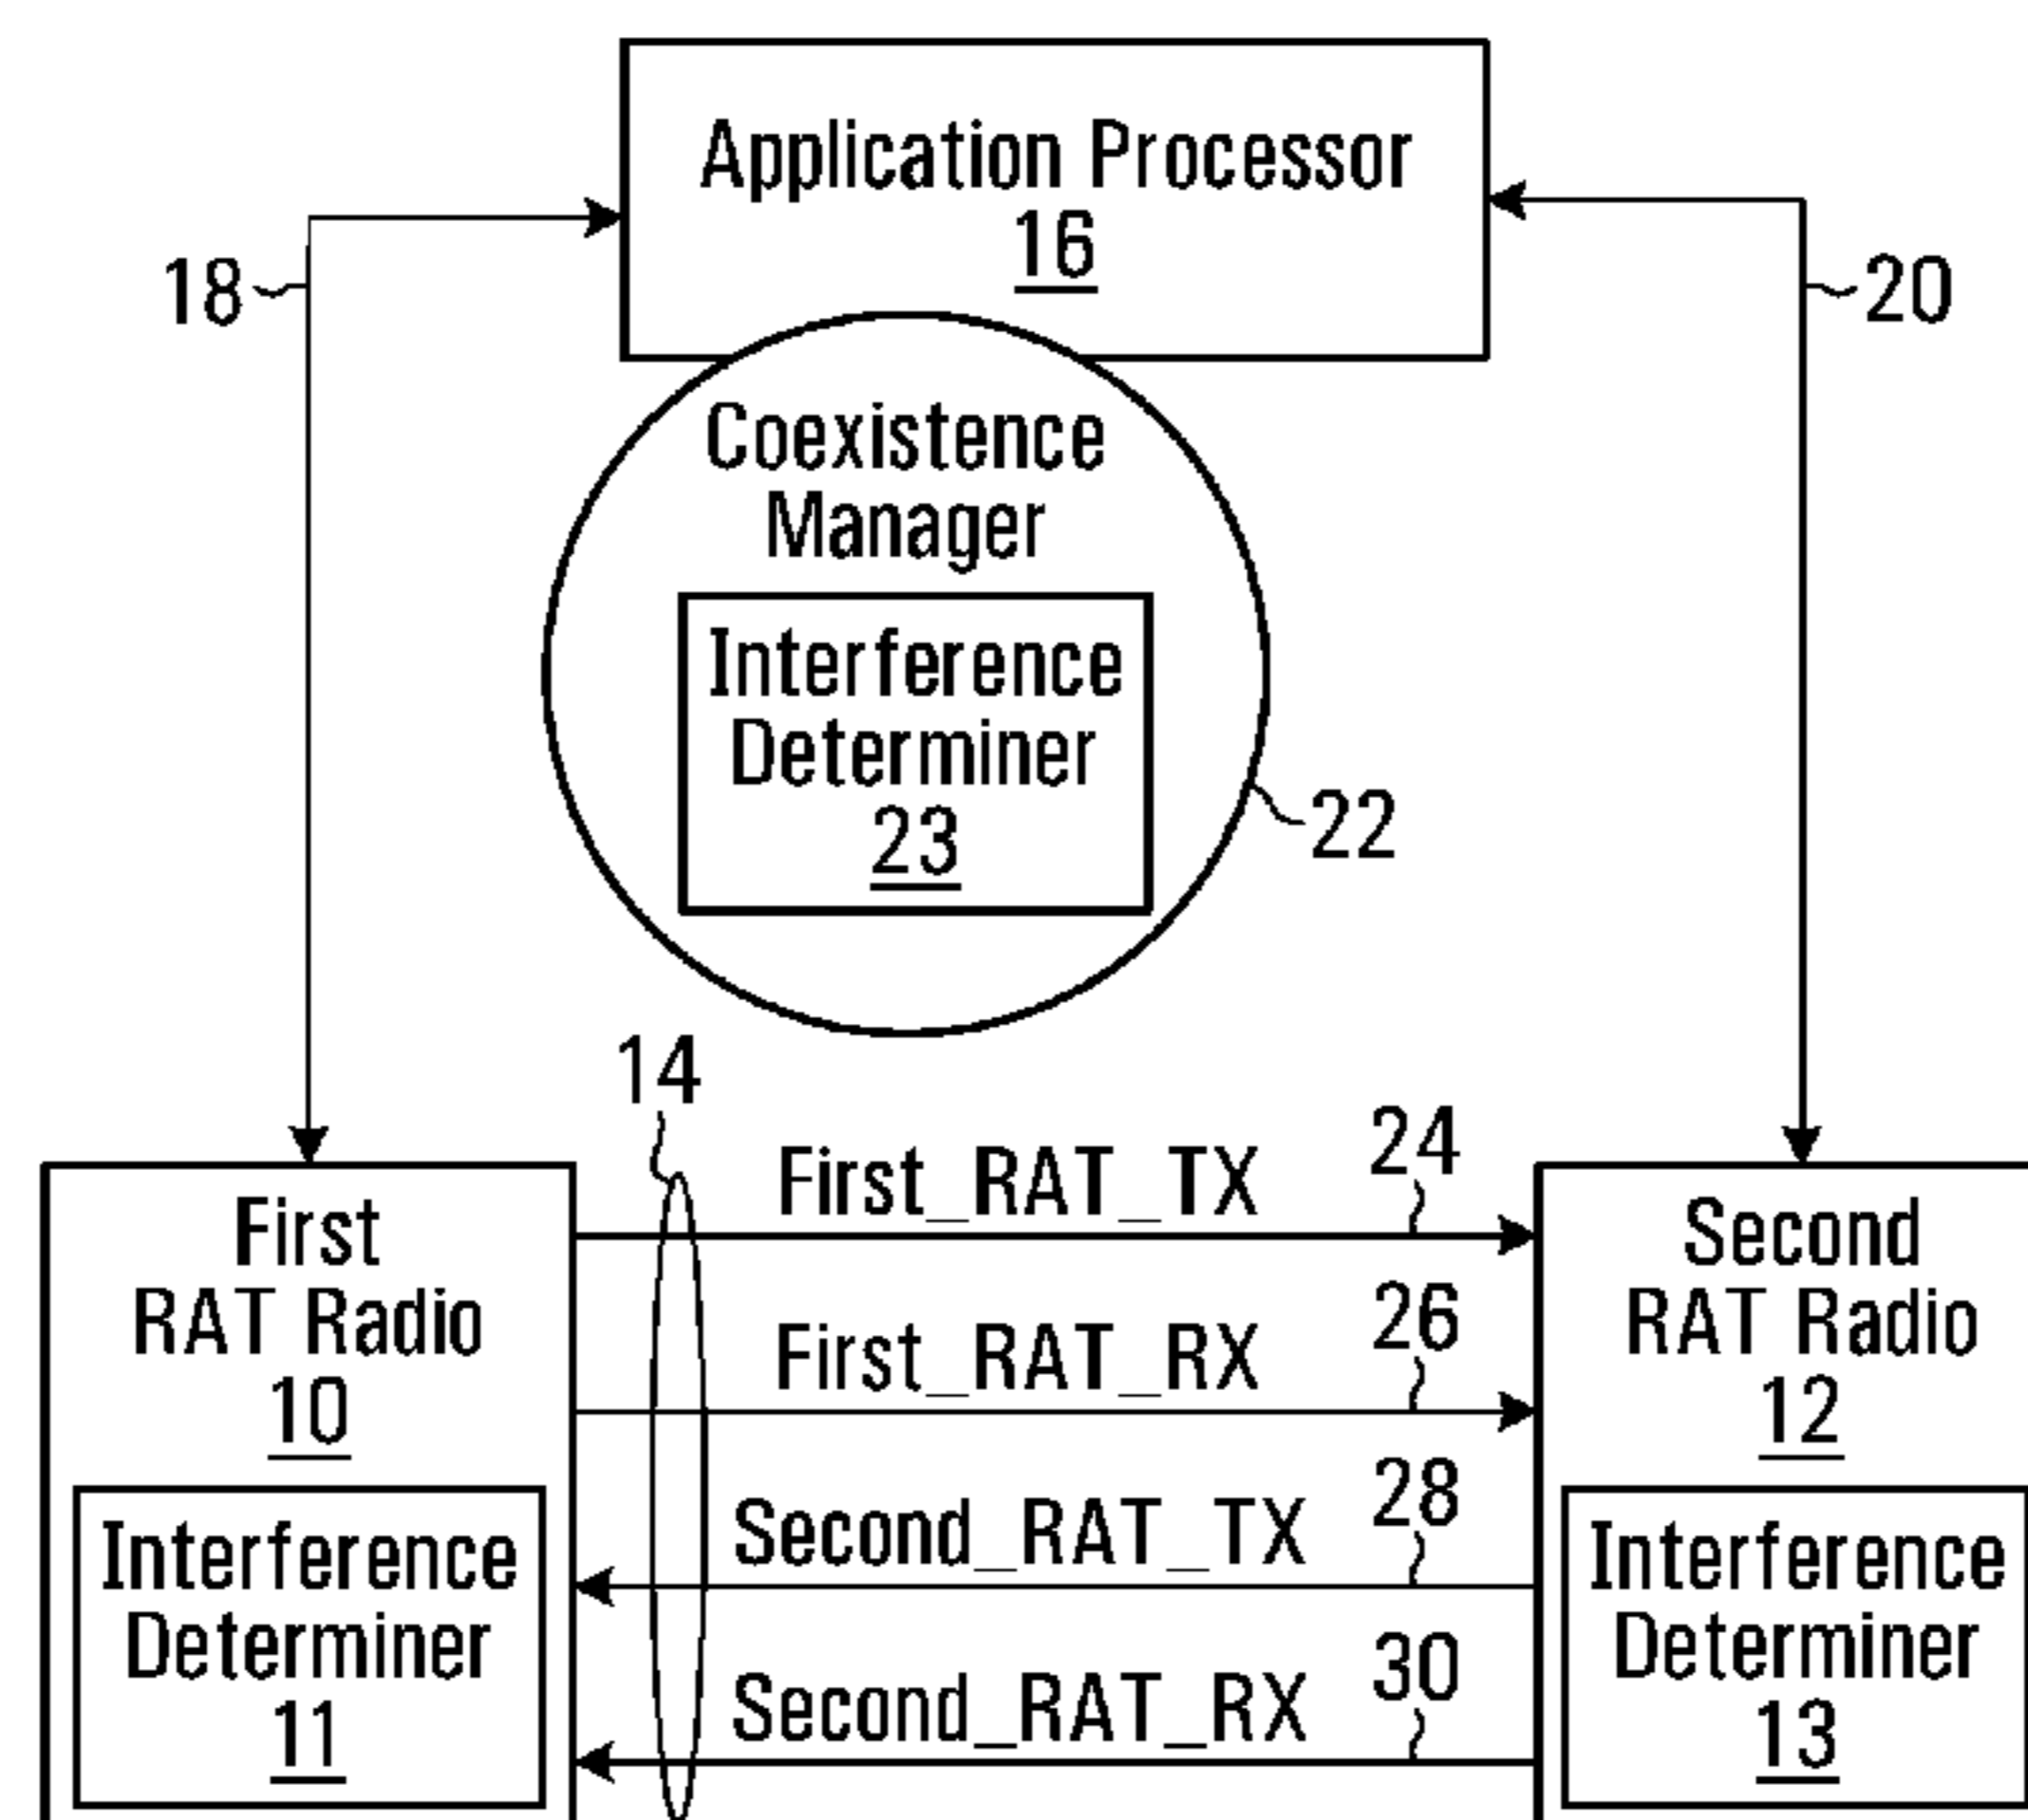 Application Processor
16
18
20
Coexistence
Manager
Interference
Determiner
23
22
14
First
RAT Radio
10
Interference
Determiner
11
First_RAT_TX
24
First_RAT_RX
26
Second_RAT_TX
28
Second_RAT_RX
30
Second
RAT Radio
12
Interference
Determiner
13